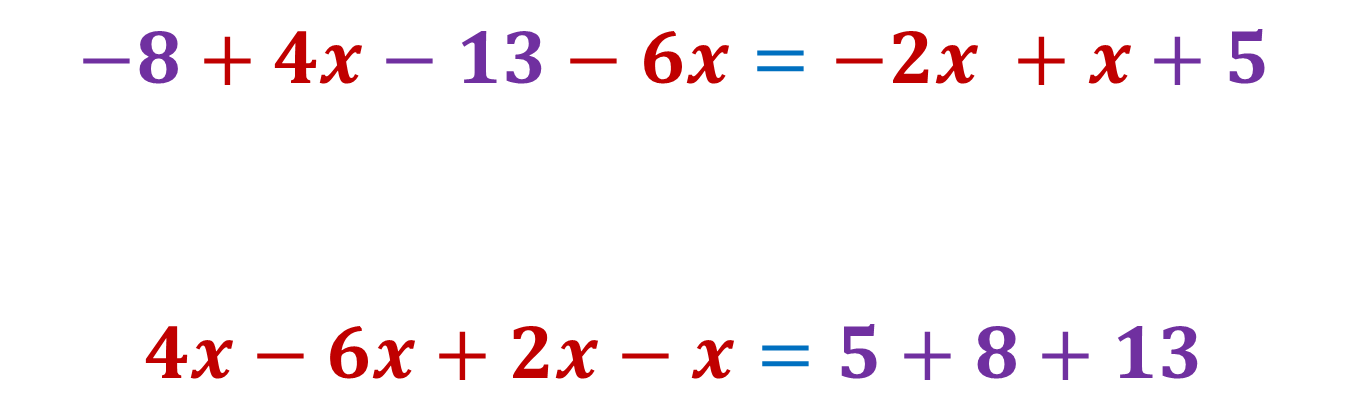 −8 + 4x − 13 − 6x = −2x + x + 5
4x − 6x + 2x − x = 5 + 8 + 13